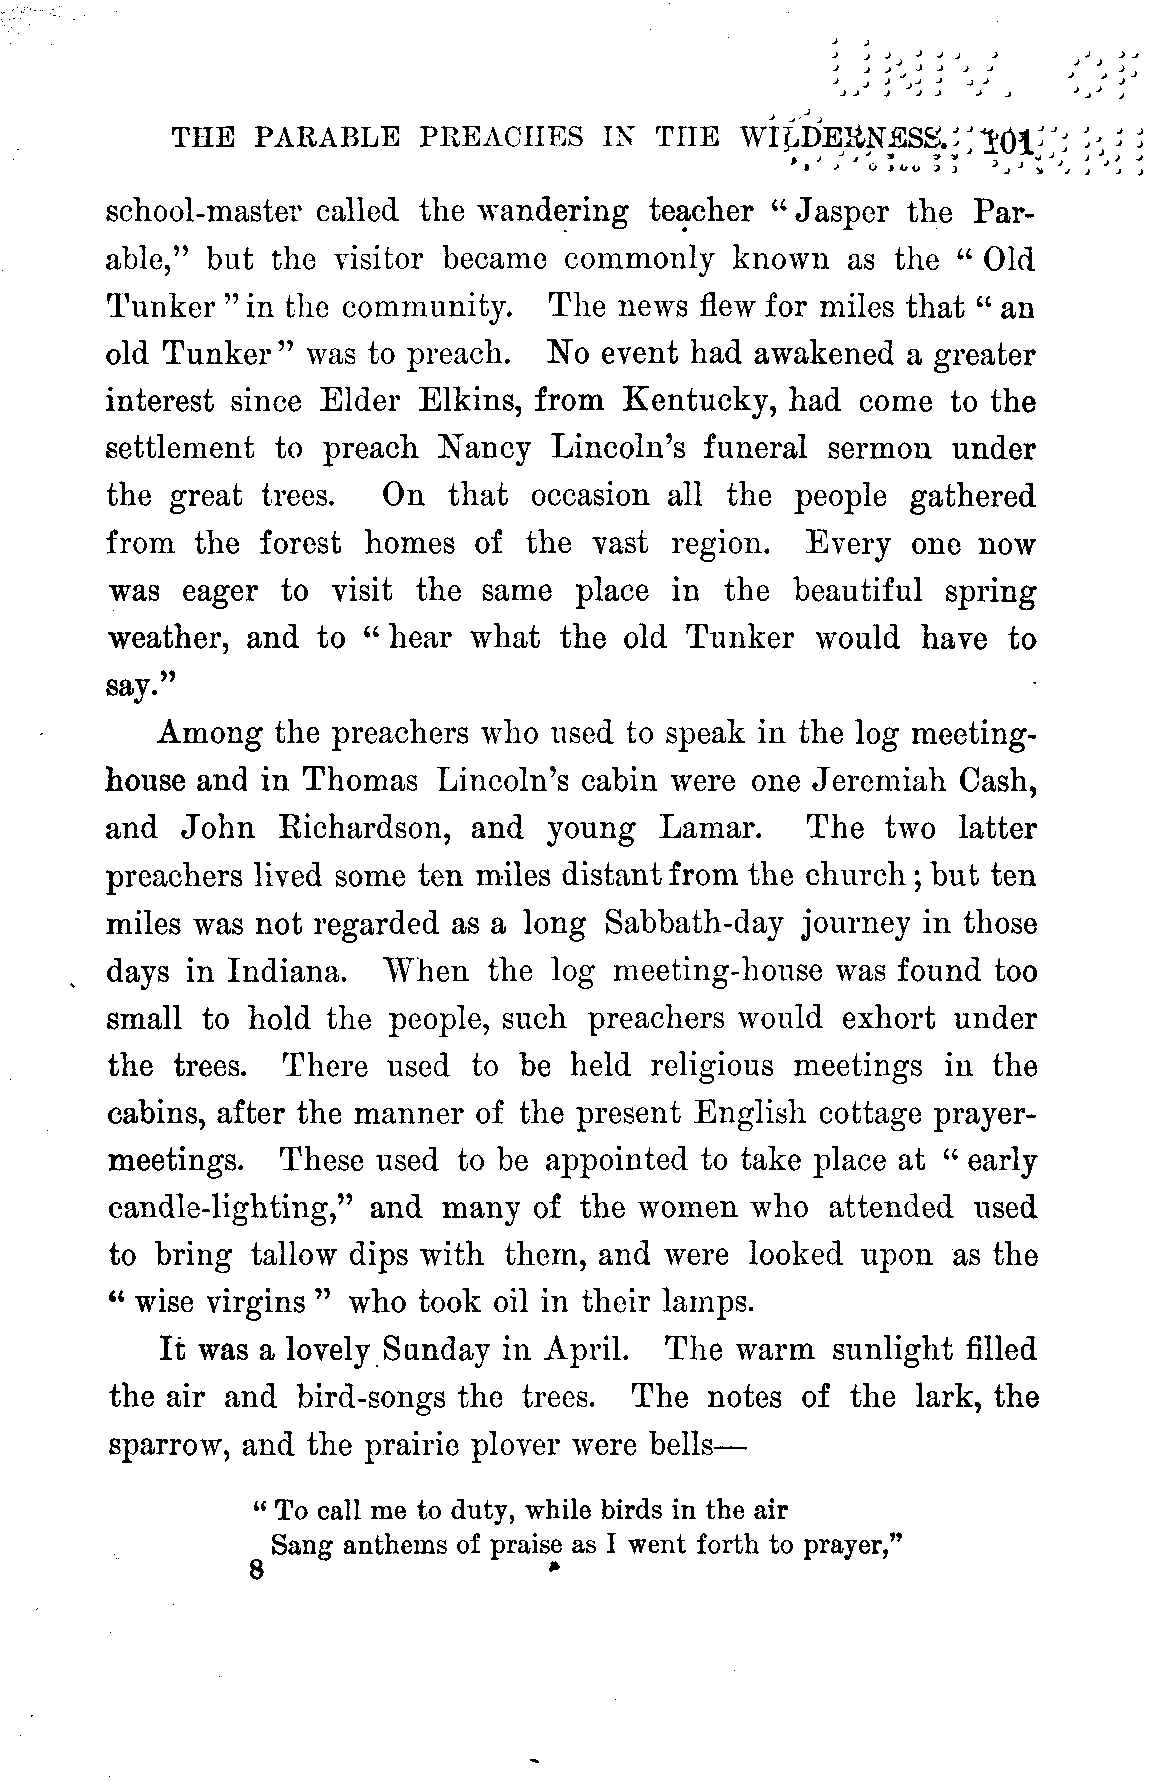 UNIV. OF
THE PARABLE PREACHES IN THE WILDERNESS. 101
school-master called the wandering teacher “ Jasper the Par-
able,” but the visitor became commonly known as the “ Old
Tunker ” in the community. The news flew for miles that “ an
old Tunker ” was to preach. No event had awakened a greater
interest since Elder Elkins, from Kentucky, had come to the
settlement to preach Nancy Lincoln’s funeral sermon under
the great trees. On that occasion all the people gathered
from the forest homes of the vast region. Every one now
was eager to visit the same place in the beautiful spring
weather, and to “ hear what the old Tunker would have to
say.”
Among the preachers who used to speak in the log meeting-
house and in Thomas Lincoln’s cabin were one Jeremiah Cash,
and John Richardson, and young Lamar. The two latter
preachers lived some ten miles distant from the church ; but ten
miles was not regarded as a long Sabbath-day journey in those
days in Indiana. When the log meeting-house was found too
small to hold the people, such preachers would exhort under
the trees. There used to be held religious meetings in the
cabins, after the manner of the present English cottage prayer-
meetings. These used to be appointed to take place at “ early
candle-lighting,” and many of the women who attended used
to bring tallow dips with them, and were looked upon as the
“ wise virgins ” who took oil in their lamps.
It was a lovely Sunday in April. The warm sunlight filled
the air and bird-songs the trees. The notes of the lark, the
sparrow, and the prairie plover were bells—
“ To call me to duty, while birds in the air
Sang anthems of praise as I went forth to prayer,”
8